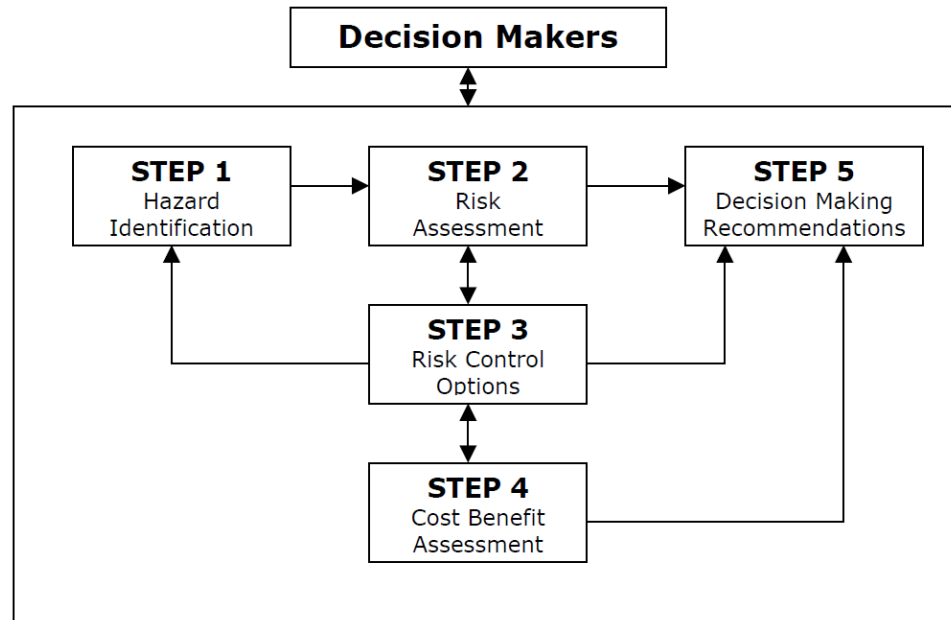 Decision Makers
STEP 1
Hazard
Identification
STEP 2
Risk
Assessment
STEP 5
Decision Making
Recommendations
STEP 3
Risk Control
Options
STEP 4
Cost Benefit
Assessment